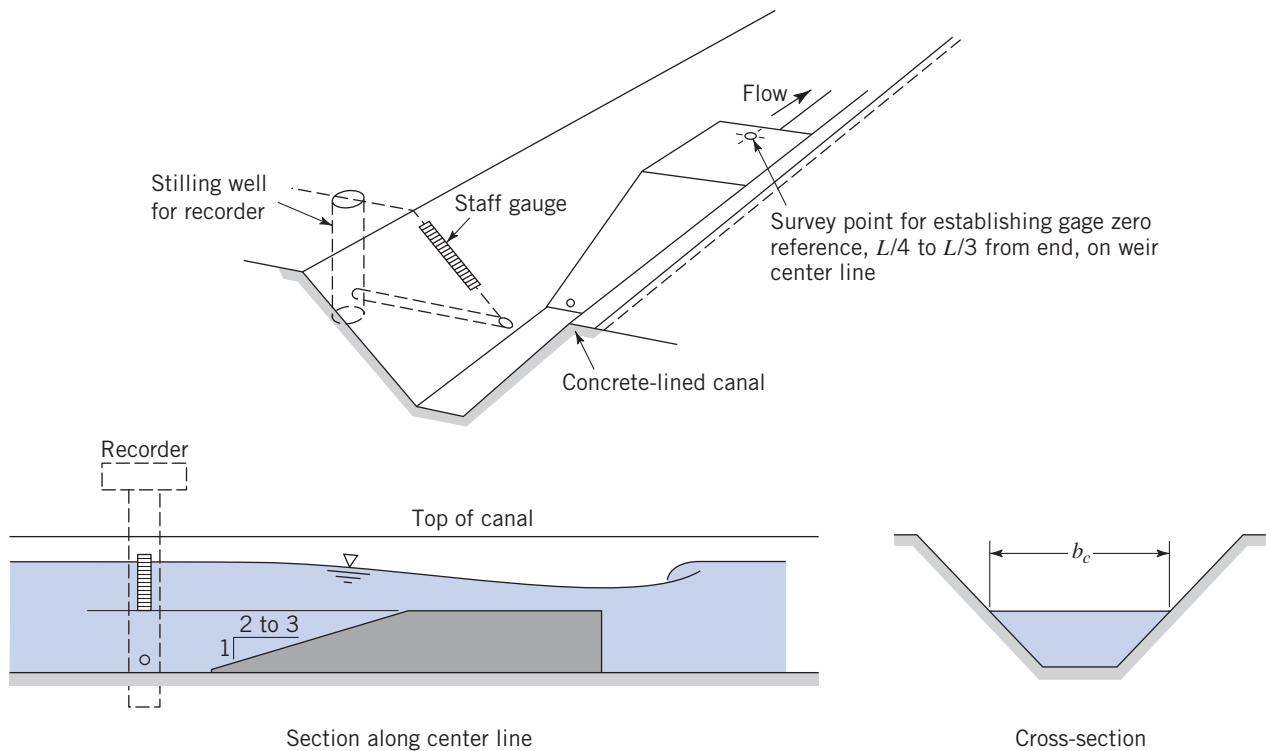 Flow
Stilling well
for recorder
Staff gauge
Survey point for establishing gage zero
reference, L/4 to L/3 from end, on weir
center line
Concrete-lined canal
Recorder
Top of canal
b_c
2 to 3
1
Section along center line
Cross-section